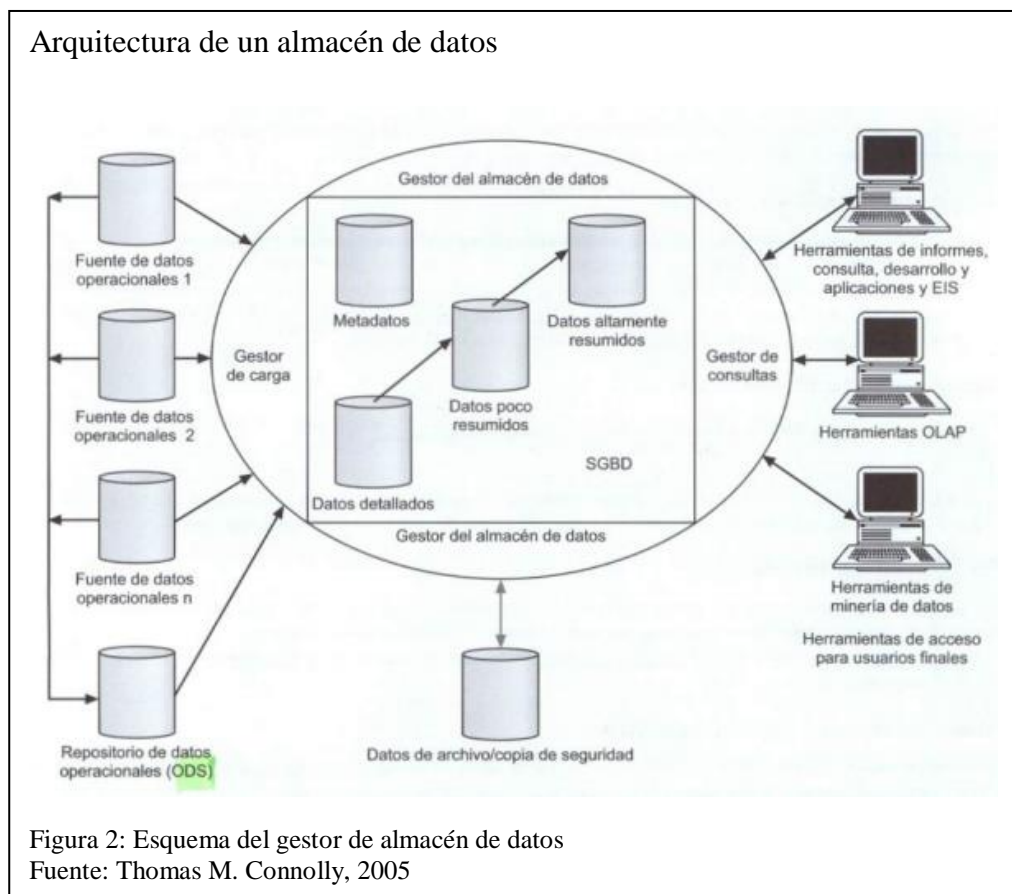 Arquitectura de un almacén de datos
Gestor del almacén de datos
Fuente de datos
operacionales 1
Metadatos
Datos altamente
resumidos
Herramientas de informes,
consulta, desarrollo y
aplicaciones y EIS
Fuente de datos
operacionales 2
Gestor
de carga
Datos poco
resumidos
Gestor de
consultas
Herramientas OLAP
Datos detallados
SGBD
Gestor del almacén de datos
Fuente de datos
operacionales n
Herramientas de
minería de datos
Herramientas de acceso
para usuarios finales
Repositorio de datos
operacionales (ODS)
Datos de archivo/copia de seguridad
Figura 2: Esquema del gestor de almacén de datos
Fuente: Thomas M. Connolly, 2005